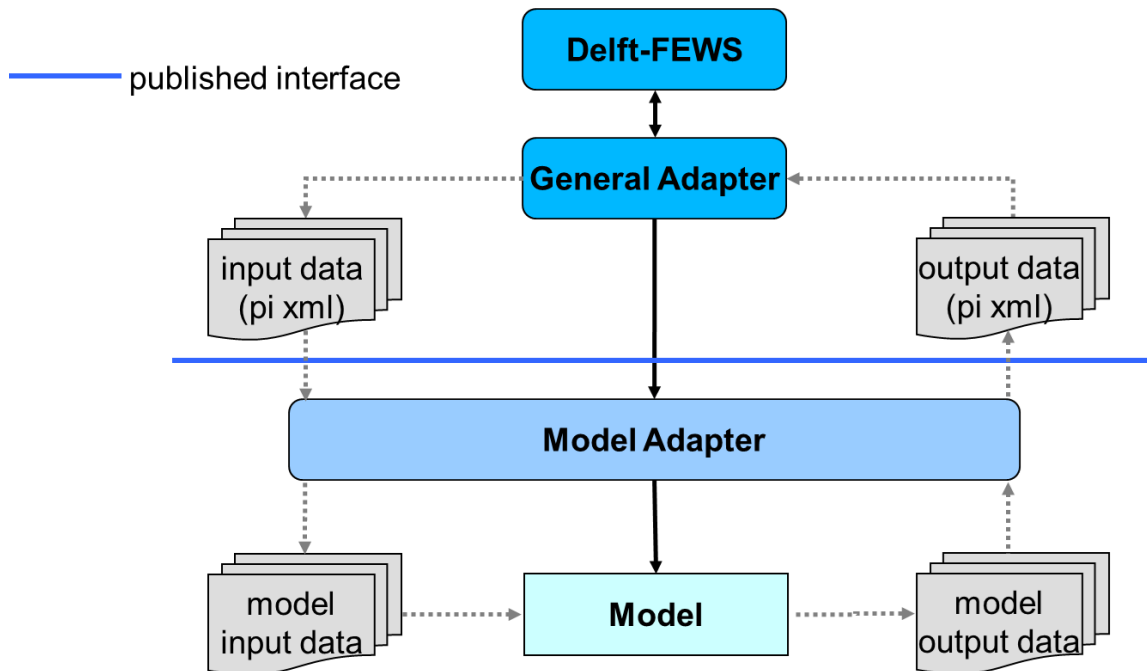 Delft-FEWS
published interface
General Adapter
input data
(pi xml)
output data
(pi xml)
Model Adapter
model
input data
Model
model
output data